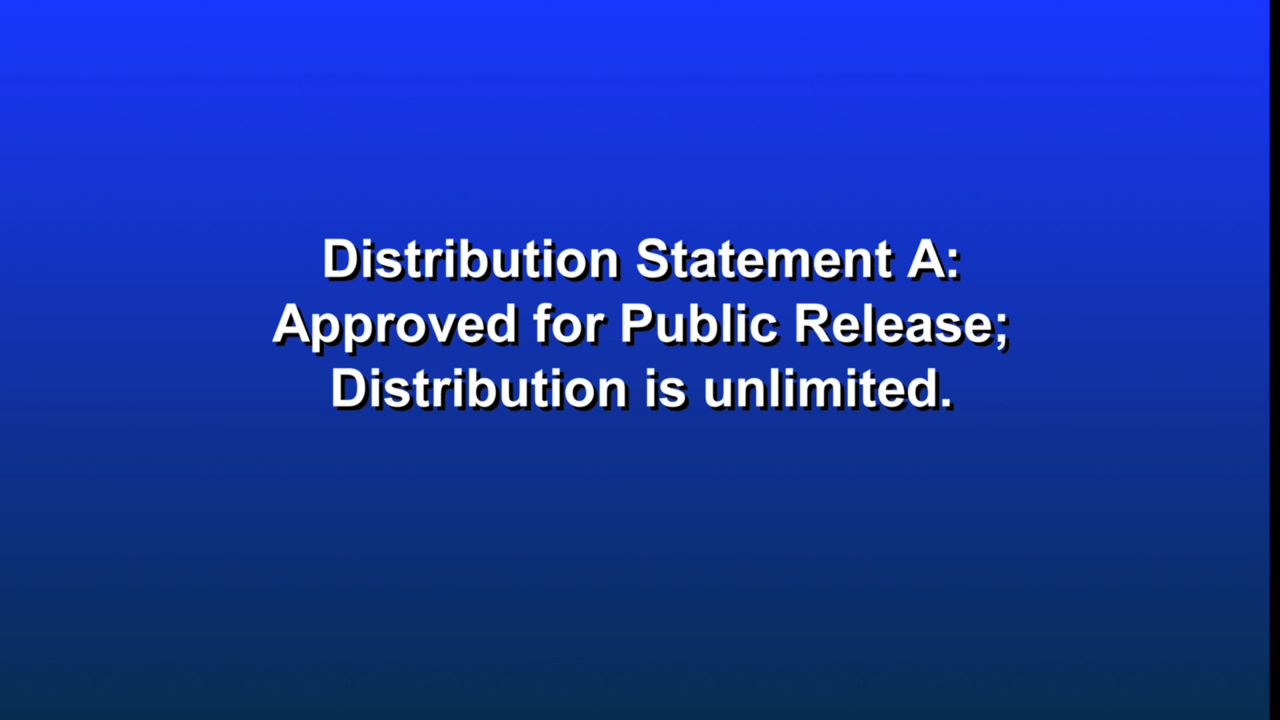 Distribution Statement A:
Approved for Public Release;
Distribution is unlimited.